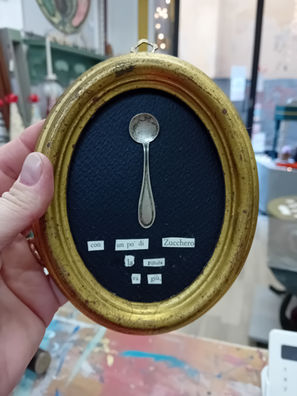 con un po' di Zucchero
la pillola
va giù